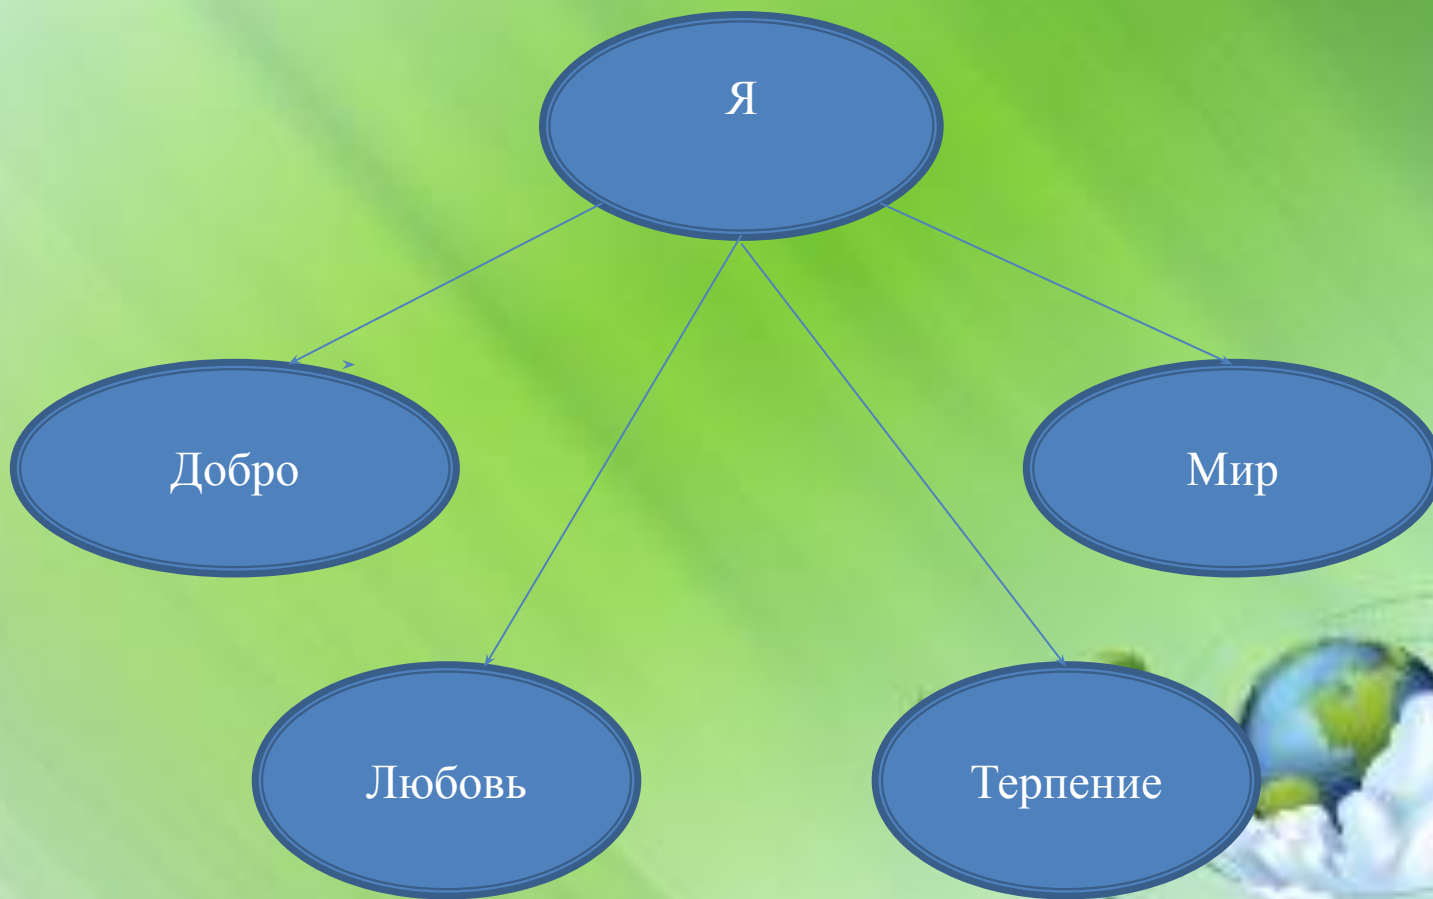 Я
Добро
Мир
Любовь
Терпение